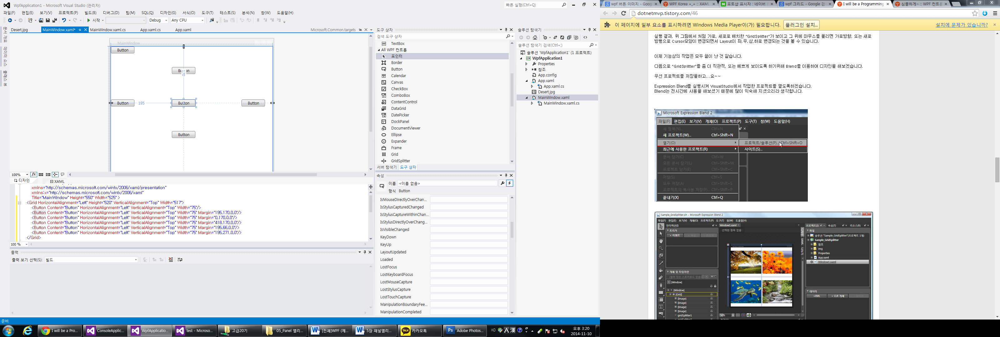 WpfApplication1 - Microsoft Visual Studio (관리자)
빠른 실행(Ctrl+Q)
파일(F) 편집(E) 보기(V) 프로젝트(P) 빌드(B) 디버그(D) 팀(M) SQL(Q) 디자인(G) 서식(O) 도구(T) 테스트(S) 분석(N) 창(W) 도움말(H)
시작 Debug Any CPU
Desert.jpg MainWindow.xaml* MainWindow.xaml.cs App.xaml.cs App.xaml Microsoft.Common.targets
문서 개요
데이터 소스
클래스 뷰
MainWindow
Button
Button
170
Button 195 Button Button
Button
100%
디자인 XAML
xmlns="http://schemas.microsoft.com/winfx/2006/xaml/presentation"
xmlns:x="http://schemas.microsoft.com/winfx/2006/xaml"
Title="MainWindow" Height="550" Width="525" >
<Grid HorizontalAlignment="Left" Height="520" VerticalAlignment="Top" Width="517">
<Button Content="Button" HorizontalAlignment="Left" VerticalAlignment="Top" Width="75"/>
<Button Content="Button" HorizontalAlignment="Left" VerticalAlignment="Top" Width="75" Margin="195,170,0,0"/>
<Button Content="Button" HorizontalAlignment="Left" VerticalAlignment="Top" Width="75" Margin="0,170,0,0"/>
<Button Content="Button" HorizontalAlignment="Left" VerticalAlignment="Top" Width="75" Margin="418,170,0,0"/>
<Button Content="Button" HorizontalAlignment="Left" VerticalAlignment="Top" Width="75" Margin="195,66,0,0"/>
<Button Content="Button" HorizontalAlignment="Left" VerticalAlignment="Top" Width="75" Margin="195,271,0,0"/>
</Grid>
100 %
출력
출력 보기 선택(S): 빌드
준비
도구 상자
검색 도구 상자
TextBox
All WPF 컨트롤
포인터
Border
Button
Calendar
Canvas
CheckBox
ComboBox
ContentControl
DataGrid
DatePicker
DockPanel
DocumentViewer
Ellipse
Expander
Frame
Grid
GridSplitter
서버 탐색기 도구 상자
속성
이름 <이름 없음>
형식 Button
IsMouseDirectlyOverChan...
IsStylusCapturedChanged
IsStylusCaptureWithinChan...
IsStylusDirectlyOverChang...
IsVisibleChanged
KeyDown
KeyUp
LayoutUpdated
Loaded
LostFocus
LostKeyboardFocus
LostMouseCapture
LostStylusCapture
LostTouchCapture
ManipulationBoundaryFee...
ManipulationCompleted
솔루션 탐색기
솔루션 탐색기 검색(Ctrl+;)
솔루션 'WpfApplication1' (1 프로젝트)
WpfApplication1
Properties
참조
App.config
App.xaml
App.xaml.cs
Desert.jpg
MainWindow.xaml
MainWindow.xaml.cs
wpf 버튼 이미지 - Goog WPF Korea +_+ :: XAML 포토샵 표시자 : 네이버 wpf 그리드 - Google 검 I will be a Programming 심플하게~ :: WPF 컨트롤
dotnetmvp.tistory.com/46
이 페이지에 일부 요소를 표시하려면 Windows Media Player이(가) 필요합니다. 플러그인 설치... 설치에 문제가 있습니까?
실행 결과, 위 그림에서 처럼 가로, 세로로 배치한 "GridSplitter"가 보이고 그 위에 마우스를 올리면 가로방향, 또는 새로
방행으로 Cursor모양이 변경되면서 Layout이 좌,우,상,하로 변경되는 것을 볼 수 있습니다.
이제 기능상의 작업은 모두 끝이 난 것 같습니다.
다음으로 "GridSplitter"를 좀 더 직관적, 또는 예쁘게 보이도록 하기위해 Blend를 이용하여 디자인을 해보겠습니다.
우선 프로젝트를 저장을하고...요~~
Expression Blend를 실행시켜 VisualStudio에서 작업한 프로젝트를 열도록하겠습니다.
Blend는 전시간에 사용을 해보셨기 때문에 많이 익숙해 지셨으리라 생각합니다.
Microsoft Expression Blend 2
파일(F) 편집(E) 보기(V) 개체(O) 프로젝트(P) 도구(T) 창(W) 도움말(H)
새 항목(N)... Ctrl+N
새 프로젝트(W)... Ctrl+Shift+N
열기(O) 프로젝트/솔루션(P)... Ctrl+Shift+O
최근에 사용한 프로젝트(R) 사이트(S)...
문서 닫기(C) Ctrl+W
모든 문서 닫기(L) Ctrl+Shift+W
프로젝트 닫기(E) Ctrl+Shift+C
저장(S) Ctrl+S
모두 저장(A) Ctrl+Shift+S
프로젝트의 복사본 저장(P)... Ctrl+Shift+P
끝내기(X) Ctrl+Q
Sample_GridSplitter.sln - Microsoft Expression Blend 2
파일(F) 편집(E) 보기(V) 개체(O) 프로젝트(P) 도구(T) 창(W) 도움말(H)
인터랙션(I) Window1.xaml 프로젝트(J) 속성(T) 리소스(R)
트리거 선택한 항목 없음 파일
+ 이벤트
솔루션 "Sample_GridSplitter"(프로젝트 1개)
Sample_GridSplitter
참조
img
Properties
App.xaml
Window1.xaml
개체 및 타임라인
[Window]
[Window]
[Grid]
[Image]
[Image]
[Image]
[Image]
gridSplitter1
50%
데이터
+XML + CLR 개체
I will be a Pro... ConsoleApplic... WpfApplicatio... test - Microso... 고급20기 05_Panel 엘리... [전체]WPF (제... 5장 패널엘리... 카카오톡 Adobe Photos...
KO A 漢
오후 3:20
2014-11-10